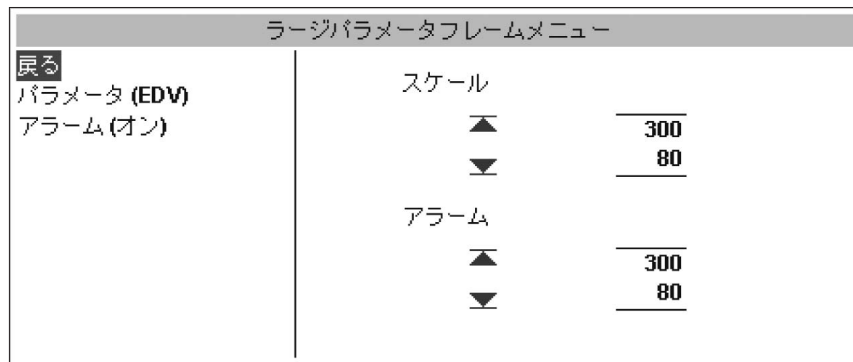 ラージパラメータフレームメニュー
戻る
パラメータ (EDV)
アラーム (オン)
スケール
300
80
アラーム
300
80